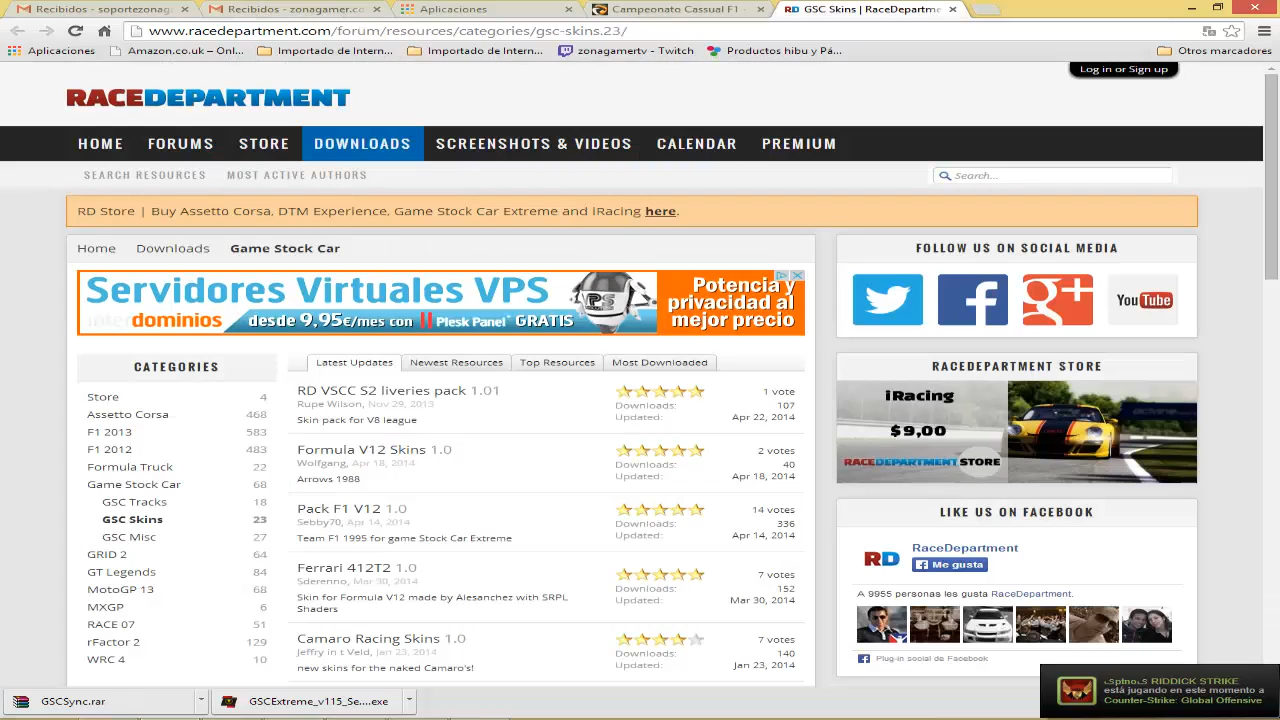 Recibidos - soportezonag
Recibidos - zonagamer.co
Aplicaciones
Campeonato Cassual F1 -
RD GSC Skins | RaceDepartme
www.racedepartment.com/forum/resources/categories/gsc-skins.23/
Aplicaciones
Amazon.co.uk – Onl...
Importado de Intern...
Importado de Intern...
zonagamertv - Twitch
Productos hibu y Pa...
Otros marcadores
Log in or Sign up
RACEDEPARTMENT
HOME FORUMS STORE DOWNLOADS SCREENSHOTS & VIDEOS CALENDAR PREMIUM
SEARCH RESOURCES MOST ACTIVE AUTHORS
Search...
RD Store | Buy Assetto Corsa, DTM Experience, Game Stock Car Extreme and iRacing here.
Home Downloads Game Stock Car
Servidores Virtuales VPS
interdominios
desde 9,95€/mes con Plesk Panel GRATIS
PS
Potencia y
privacidad al
mejor precio
CATEGORIES
Store 4
Assetto Corsa 468
F1 2013 583
F1 2012 483
Formula Truck 22
Game Stock Car 68
GSC Tracks 18
GSC Skins 23
GSC Misc 27
GRID 2 64
GT Legends 84
MotoGP 13 68
MXGP 6
RACE 07 51
rFactor 2 129
WRC 4 10
Latest Updates Newest Resources Top Resources Most Downloaded
RD VSCC S2 liveries pack 1.01
Rupe Wilson, Nov 29, 2013
Skin pack for V8 league
1 vote
Downloads: 107
Updated: Apr 22, 2014
Formula V12 Skins 1.0
Wolfgang, Apr 18, 2014
Arrows 1988
2 votes
Downloads: 40
Updated: Apr 18, 2014
Pack F1 V12 1.0
Sebby70, Apr 14, 2014
Team F1 1995 for game Stock Car Extreme
14 votes
Downloads: 336
Updated: Apr 14, 2014
Ferrari 412T2 1.0
Sderenno, Mar 30, 2014
Skin for Formula V12 made by Alesanchez with SRPL
Shaders
7 votes
Downloads: 152
Updated: Mar 30, 2014
Camaro Racing Skins 1.0
Jeffry in t Veld, Jan 23, 2014
new skins for the naked Camaro's!
7 votes
Downloads: 140
Updated: Jan 23, 2014
FOLLOW US ON SOCIAL MEDIA
You Tube
RACEDEPARTMENT STORE
iRacing
$9,00
RACEDEPARTMENT STORE
LIKE US ON FACEBOOK
RD
RaceDepartment
Me gusta
A 9955 personas les gusta RaceDepartment.
Plug-in social de Facebook
GSCSync.rar
GSCExtreme_v115_Se....exe
RIDDICK STRIKE
está jugando en este momento a
Counter-Strike: Global Offensive